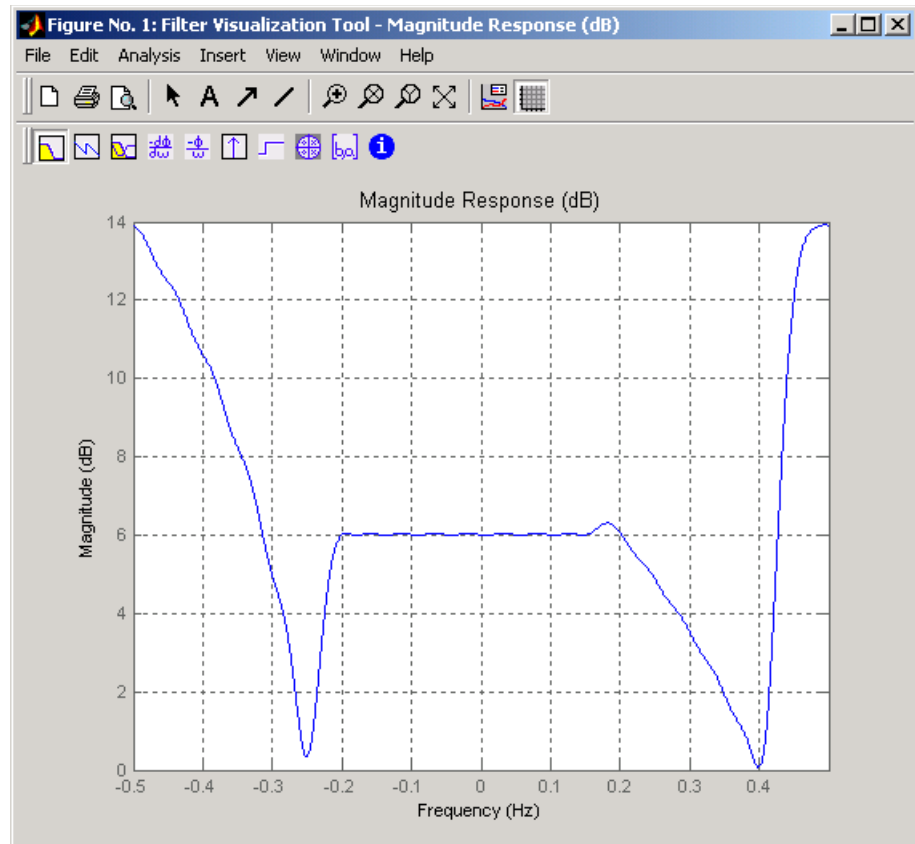 Figure No. 1: Filter Visualization Tool - Magnitude Response (dB)
File Edit Analysis Insert View Window Help
A
Magnitude Response (dB)
14
12
10
8
6
4
2
0
Magnitude (dB)
-0.5 -0.4 -0.3 -0.2 -0.1 0 0.1 0.2 0.3 0.4
Frequency (Hz)